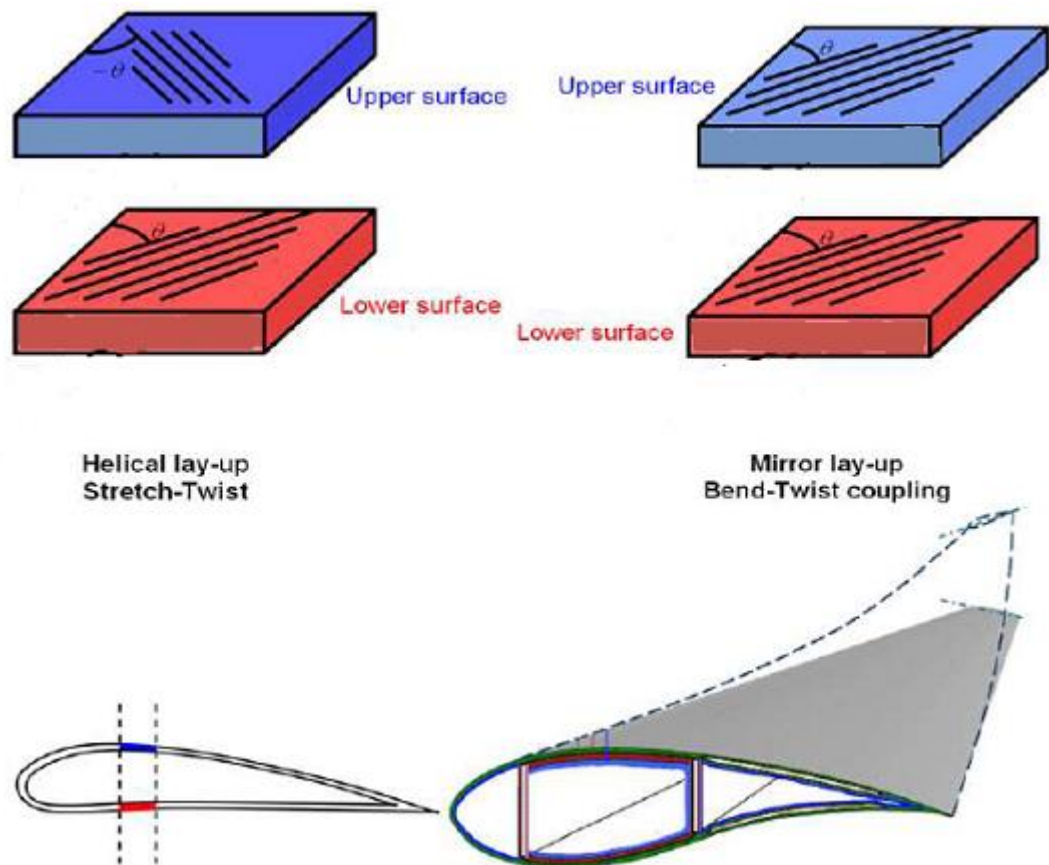 −θ
Upper surface
θ
Upper surface
θ
Lower surface
θ
Lower surface
Helical lay-up
Stretch-Twist
Mirror lay-up
Bend-Twist coupling